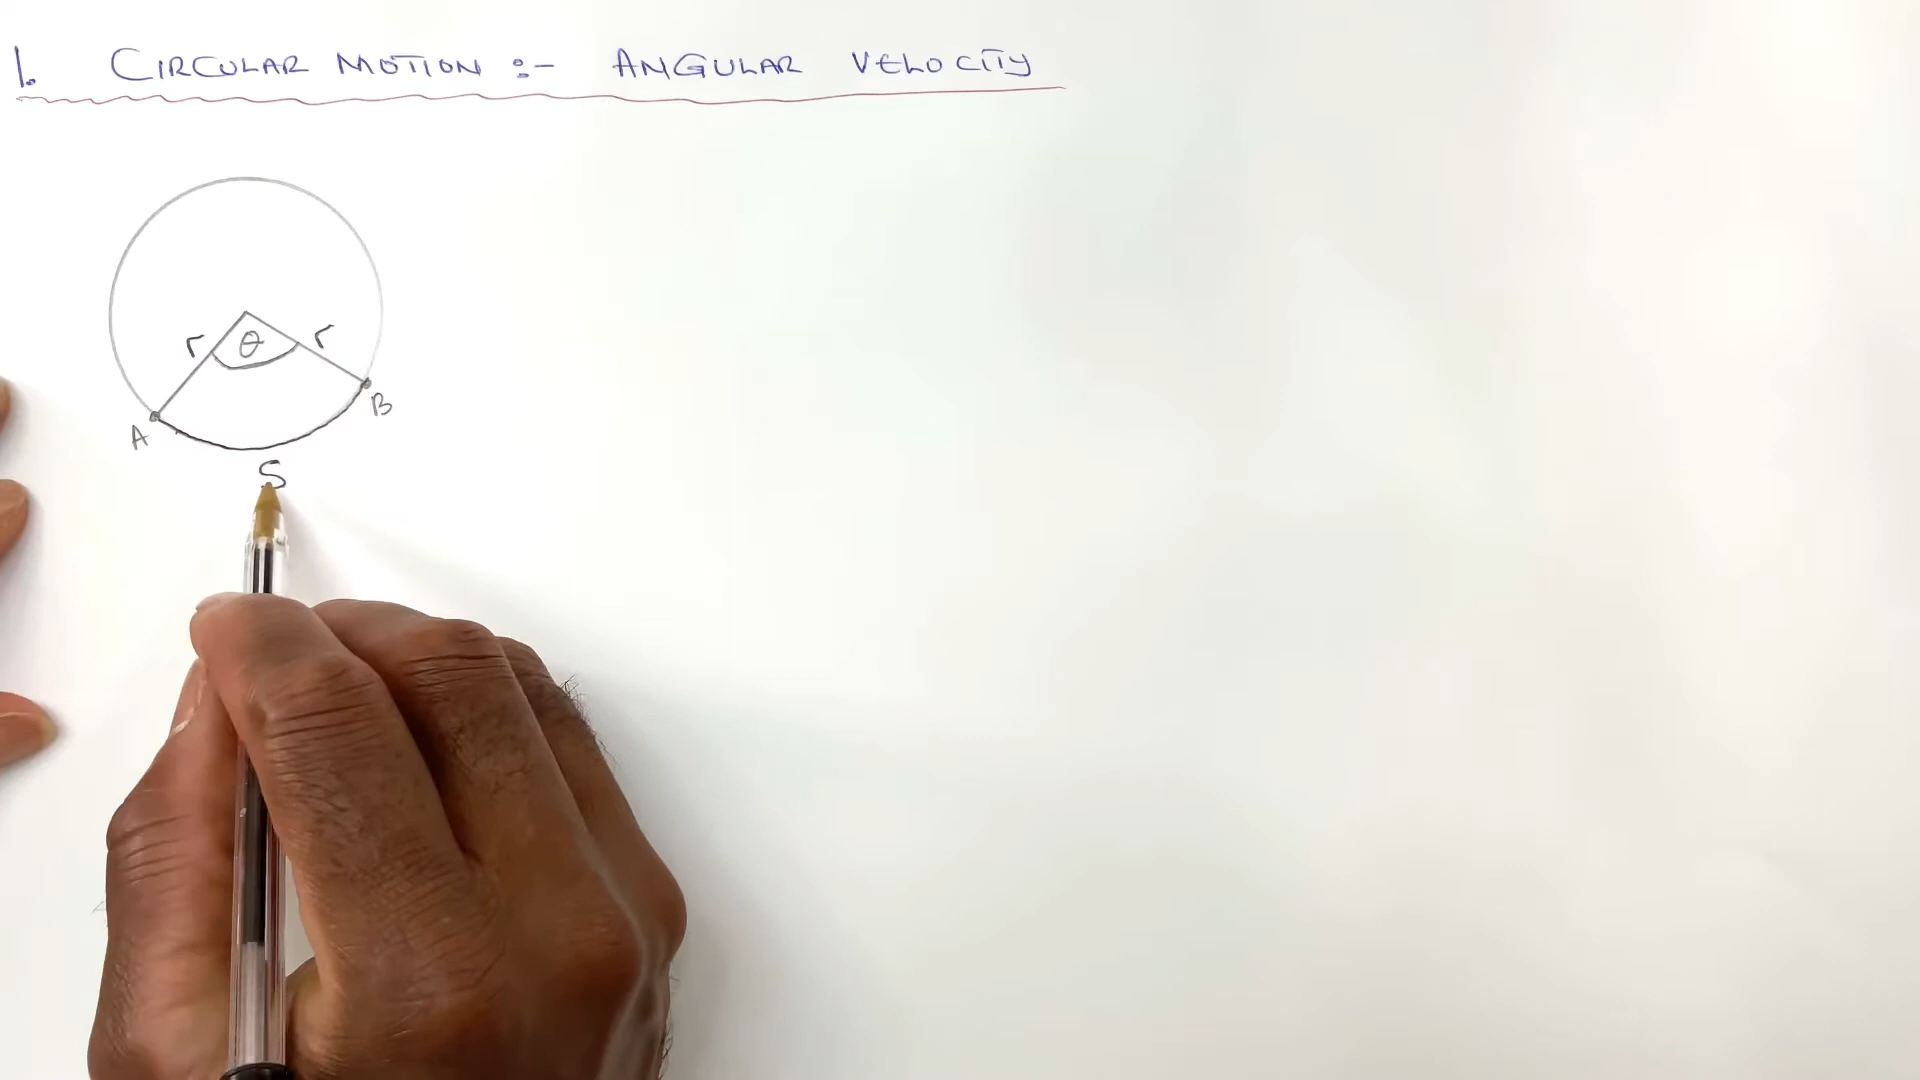 1. CIRCULAR MOTION :- ANGULAR VELOCITY
r θ r
A B
S